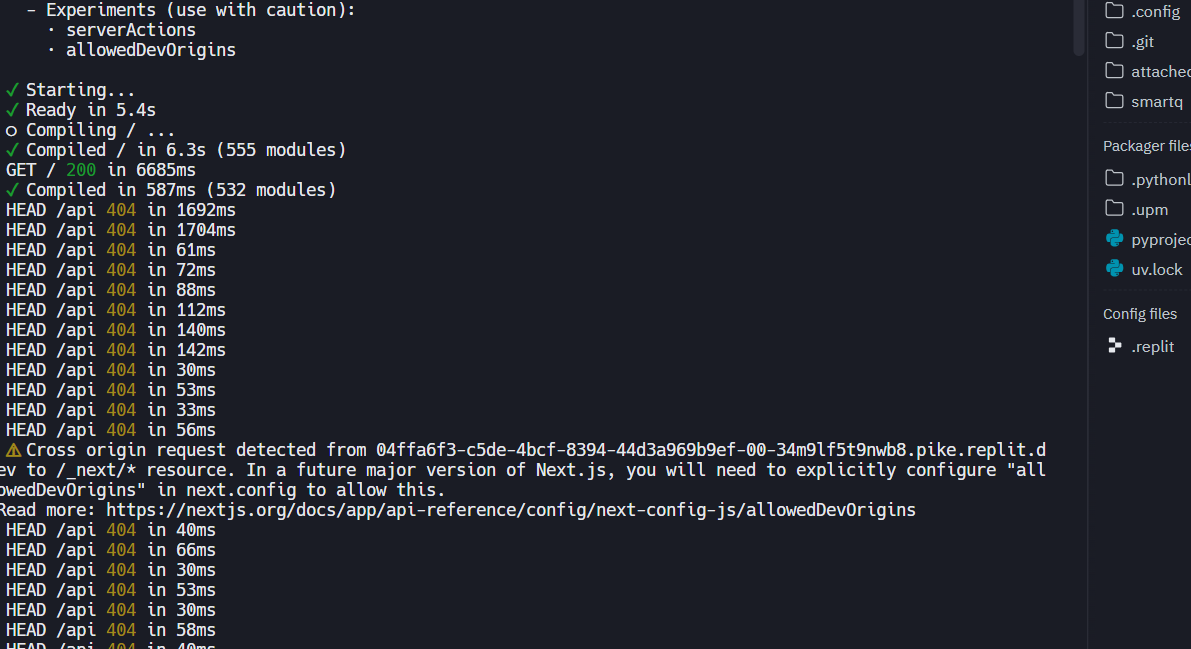 - Experiments (use with caution):
· serverActions
· allowedDevOrigins
✓ Starting...
✓ Ready in 5.4s
○ Compiling / ...
✓ Compiled / in 6.3s (555 modules)
GET / 200 in 6685ms
✓ Compiled in 587ms (532 modules)
HEAD /api 404 in 1692ms
HEAD /api 404 in 1704ms
HEAD /api 404 in 61ms
HEAD /api 404 in 72ms
HEAD /api 404 in 88ms
HEAD /api 404 in 112ms
HEAD /api 404 in 140ms
HEAD /api 404 in 142ms
HEAD /api 404 in 30ms
HEAD /api 404 in 53ms
HEAD /api 404 in 33ms
HEAD /api 404 in 56ms
⚠ Cross origin request detected from 04ffa6f3-c5de-4bcf-8394-44d3a969b9ef-00-34m9lf5t9nwb8.pike.replit.d
ev to /_next/* resource. In a future major version of Next.js, you will need to explicitly configure "all
owedDevOrigins" in next.config to allow this.
Read more: https://nextjs.org/docs/app/api-reference/config/next-config-js/allowedDevOrigins
HEAD /api 404 in 40ms
HEAD /api 404 in 66ms
HEAD /api 404 in 30ms
HEAD /api 404 in 53ms
HEAD /api 404 in 30ms
HEAD /api 404 in 58ms
HEAD /api 404 in 40ms
.config
.git
attached
smartq
Packager files
.pythonl
.upm
pyprojec
uv.lock
Config files
.replit